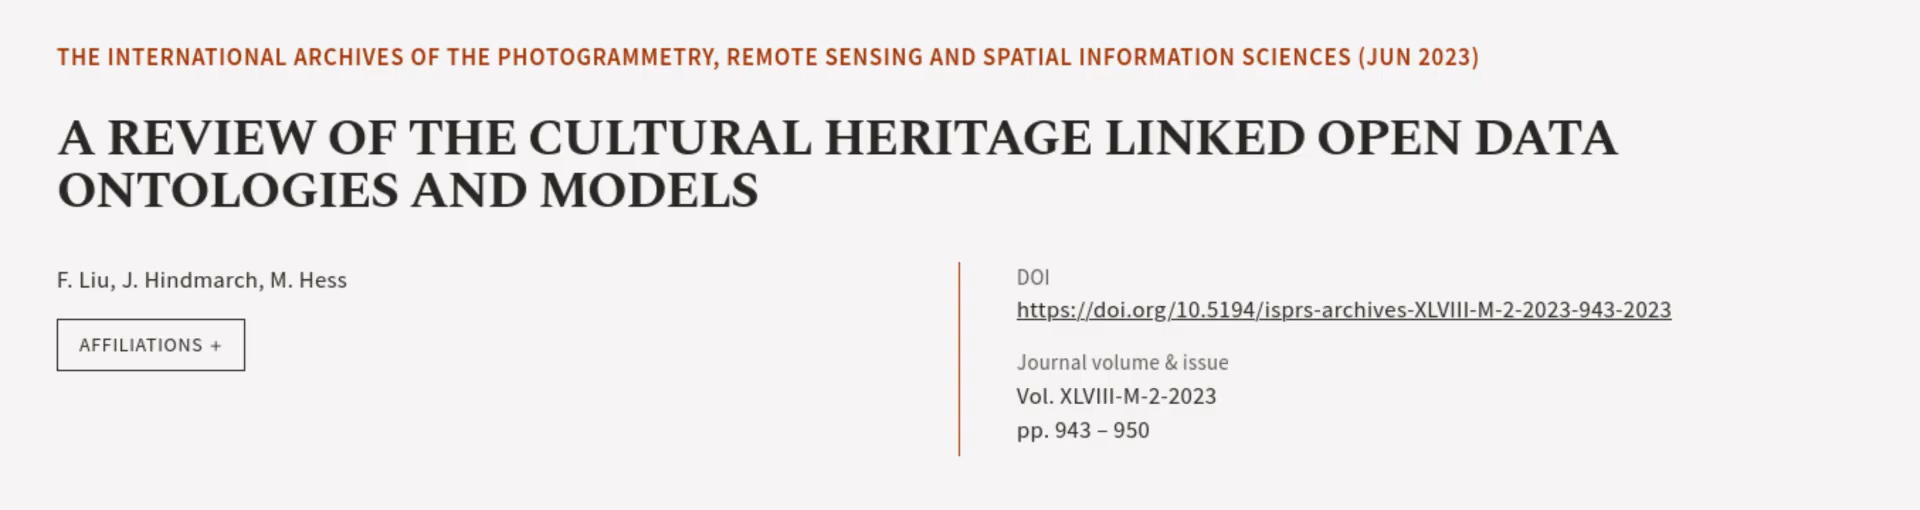 THE INTERNATIONAL ARCHIVES OF THE PHOTOGRAMMETRY, REMOTE SENSING AND SPATIAL INFORMATION SCIENCES (JUN 2023)
A REVIEW OF THE CULTURAL HERITAGE LINKED OPEN DATA
ONTOLOGIES AND MODELS
F. Liu, J. Hindmarch, M. Hess
AFFILIATIONS +
DOI
https://doi.org/10.5194/isprs-archives-XLVIII-M-2-2023-943-2023
Journal volume & issue
Vol. XLVIII-M-2-2023
pp. 943 – 950